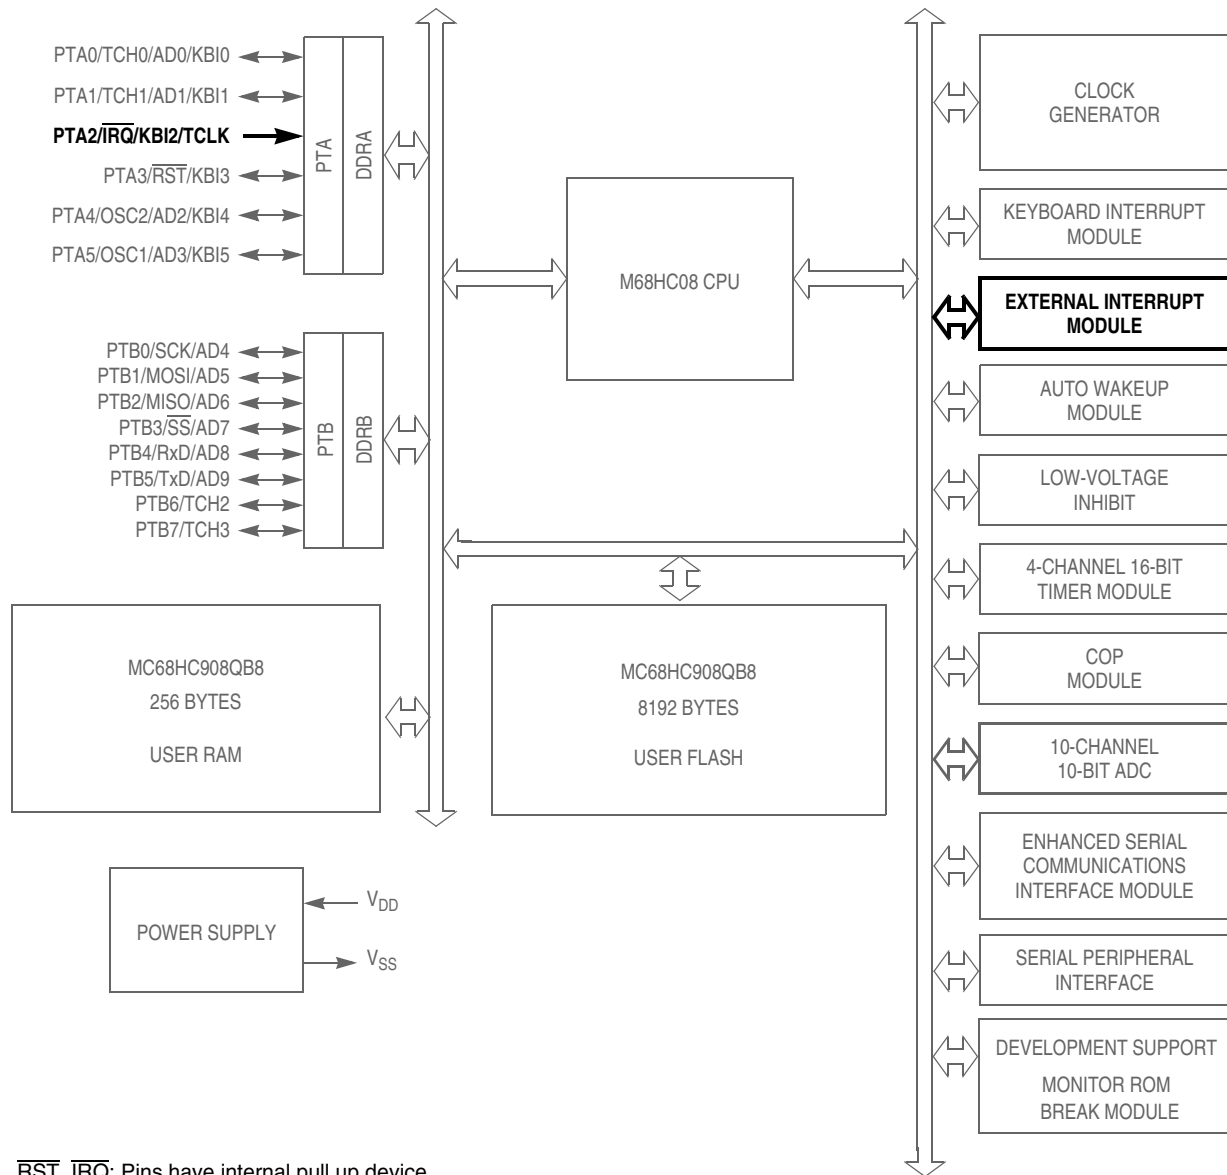 PTA0/TCH0/AD0/KBI0
PTA1/TCH1/AD1/KBI1
PTA2/I̅R̅Q̅/KBI2/TCLK
PTA3/R̅S̅T̅/KBI3
PTA4/OSC2/AD2/KBI4
PTA5/OSC1/AD3/KBI5
PTA
DDRA
PTB0/SCK/AD4
PTB1/MOSI/AD5
PTB2/MISO/AD6
PTB3/S̅S̅/AD7
PTB4/RxD/AD8
PTB5/TxD/AD9
PTB6/TCH2
PTB7/TCH3
PTB
DDRB
M68HC08 CPU
MC68HC908QB8
256 BYTES
USER RAM
MC68HC908QB8
8192 BYTES
USER FLASH
POWER SUPPLY
VDD
VSS
CLOCK
GENERATOR
KEYBOARD INTERRUPT
MODULE
EXTERNAL INTERRUPT
MODULE
AUTO WAKEUP
MODULE
LOW-VOLTAGE
INHIBIT
4-CHANNEL 16-BIT
TIMER MODULE
COP
MODULE
10-CHANNEL
10-BIT ADC
ENHANCED SERIAL
COMMUNICATIONS
INTERFACE MODULE
SERIAL PERIPHERAL
INTERFACE
DEVELOPMENT SUPPORT
MONITOR ROM
BREAK MODULE
R̅S̅T̅, I̅R̅Q̅: Pins have internal pull up device